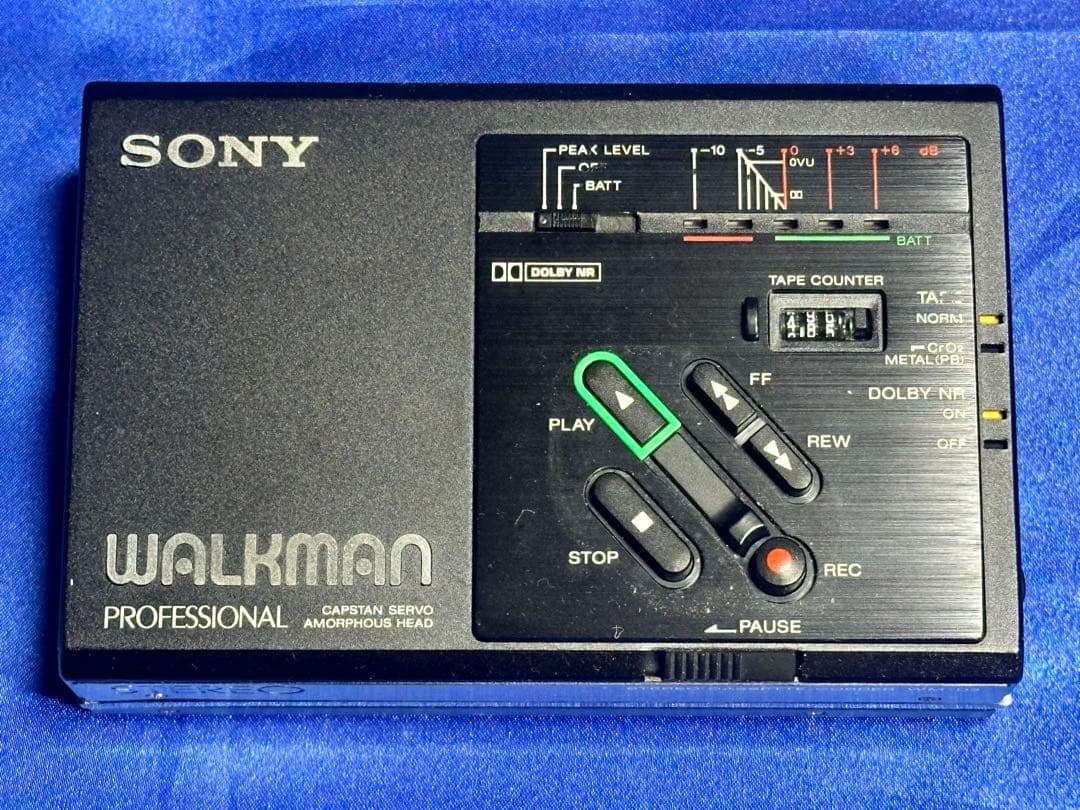 SONY
PEAK LEVEL
BATT
-10 -5 0 +3 +6 dB
0VU
BATT
DOLBY NR
TAPE COUNTER
NORM
CrO2
METAL(PB)
FF
DOLBY NR
ON
PLAY
REW
OFF
STOP
REC
WALKMAN
PROFESSIONAL
CAPSTAN SERVO
AMORPHOUS HEAD
PAUSE